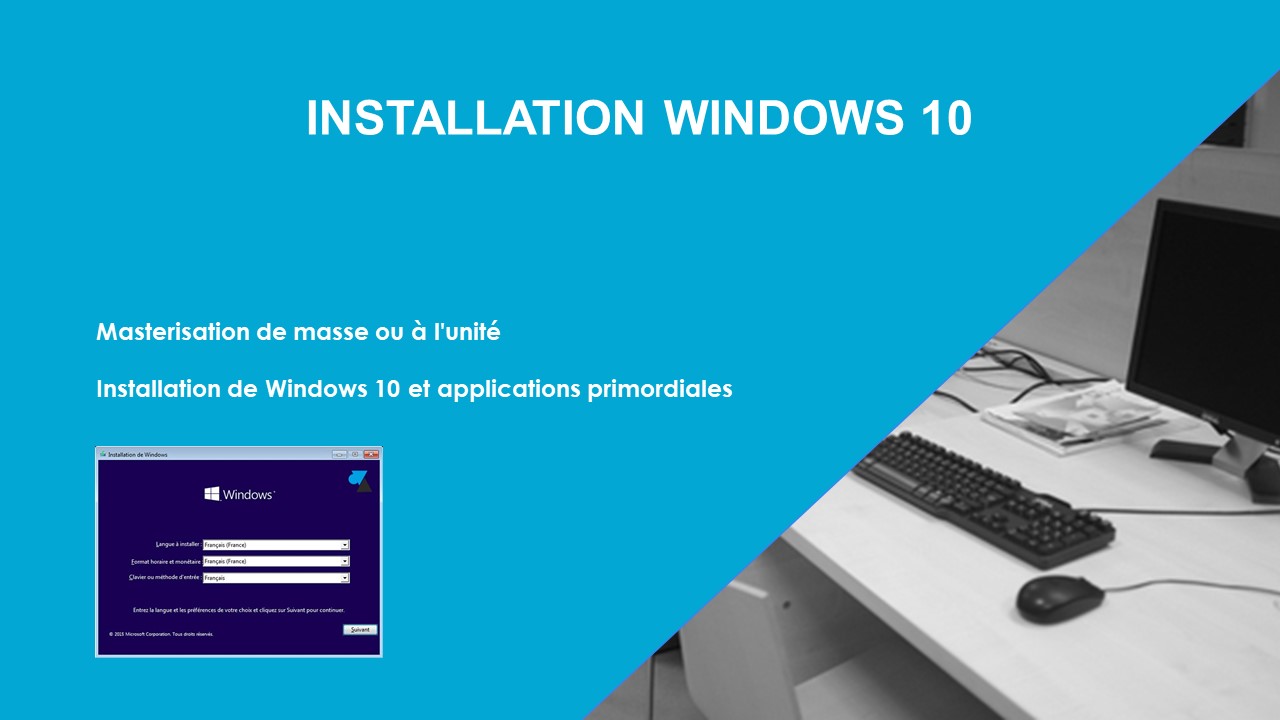 INSTALLATION WINDOWS 10
Masterisation de masse ou à l'unité
Installation de Windows 10 et applications primordiales
Installation de Windows
Windows
Langue à installer : Français (France)
Format horaire et monétaire : Français (France)
Clavier ou méthode d'entrée : Français
Entrez la langue et les préférences de votre choix et cliquez sur Suivant pour continuer.
© 2015 Microsoft Corporation. Tous droits réservés.
Suivant